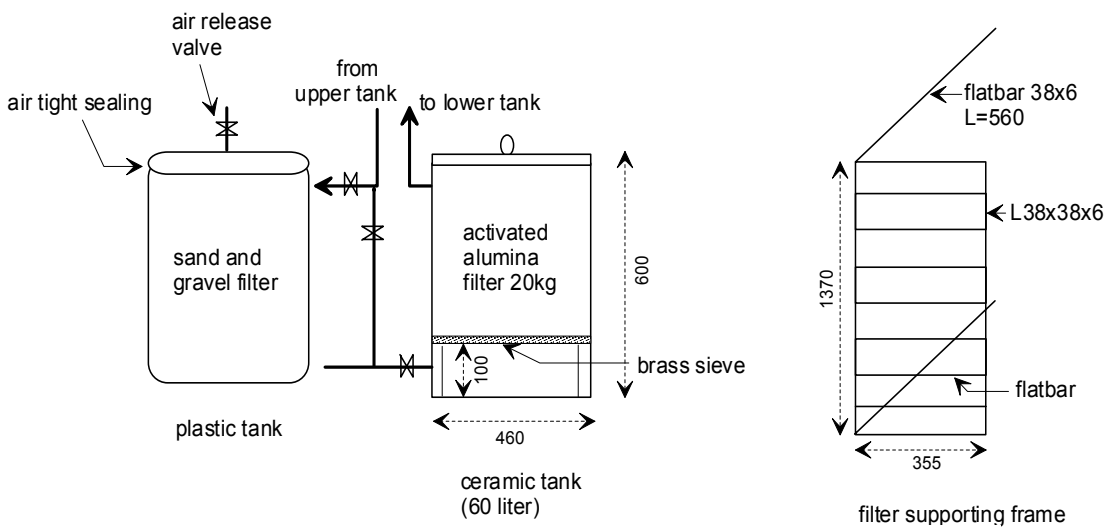 air release
valve
air tight sealing
from
upper tank
to lower tank
sand and
gravel filter
plastic tank
activated
alumina
filter 20kg
600
100
brass sieve
460
ceramic tank
(60 liter)
flatbar 38x6
L=560
L38x38x6
1370
flatbar
355
filter supporting frame